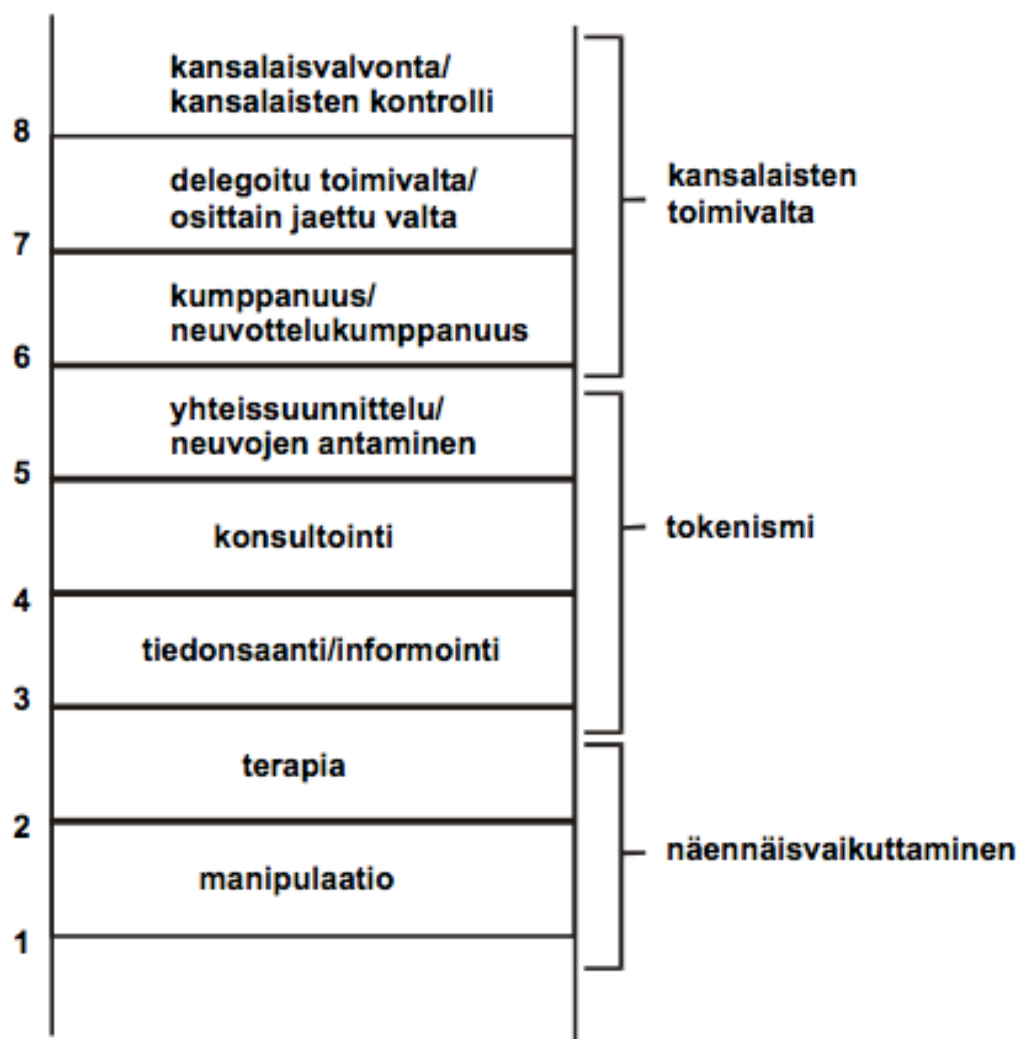 kansalaisvalvonta/
kansalaisten kontrolli
8
delegoitu toimivalta/
osittain jaettu valta
kansalaisten
toimivalta
7
kumppanuus/
neuvottelukumppanuus
6
yhteissuunnittelu/
neuvojen antaminen
5
konsultointi
tokenismi
4
tiedonsaanti/informointi
3
terapia
2
manipulaatio
näennäisvaikuttaminen
1